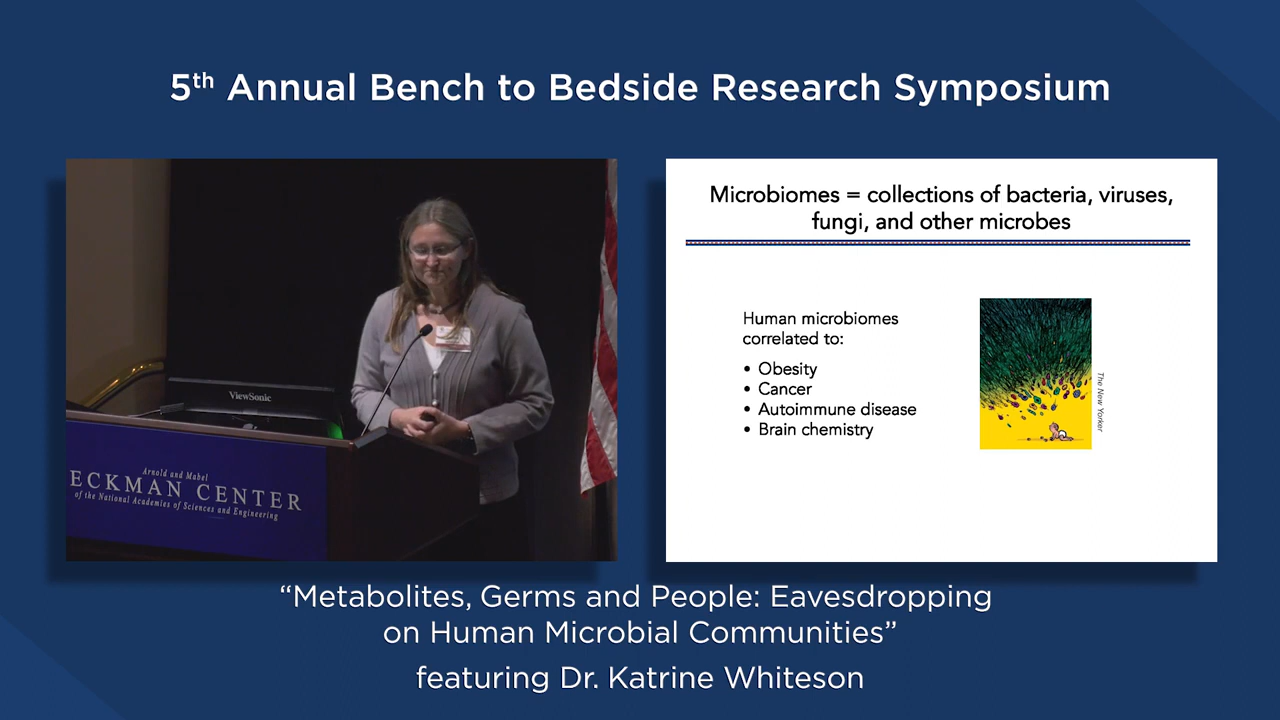 5th Annual Bench to Bedside Research Symposium
ViewSonic
Arnold and Mabel
ECKMAN CENTER
of the National Academies of Sciences and Engineering
Microbiomes = collections of bacteria, viruses,
fungi, and other microbes
Human microbiomes
correlated to:
• Obesity
• Cancer
• Autoimmune disease
• Brain chemistry
The New Yorker
“Metabolites, Germs and People: Eavesdropping
on Human Microbial Communities”
featuring Dr. Katrine Whiteson